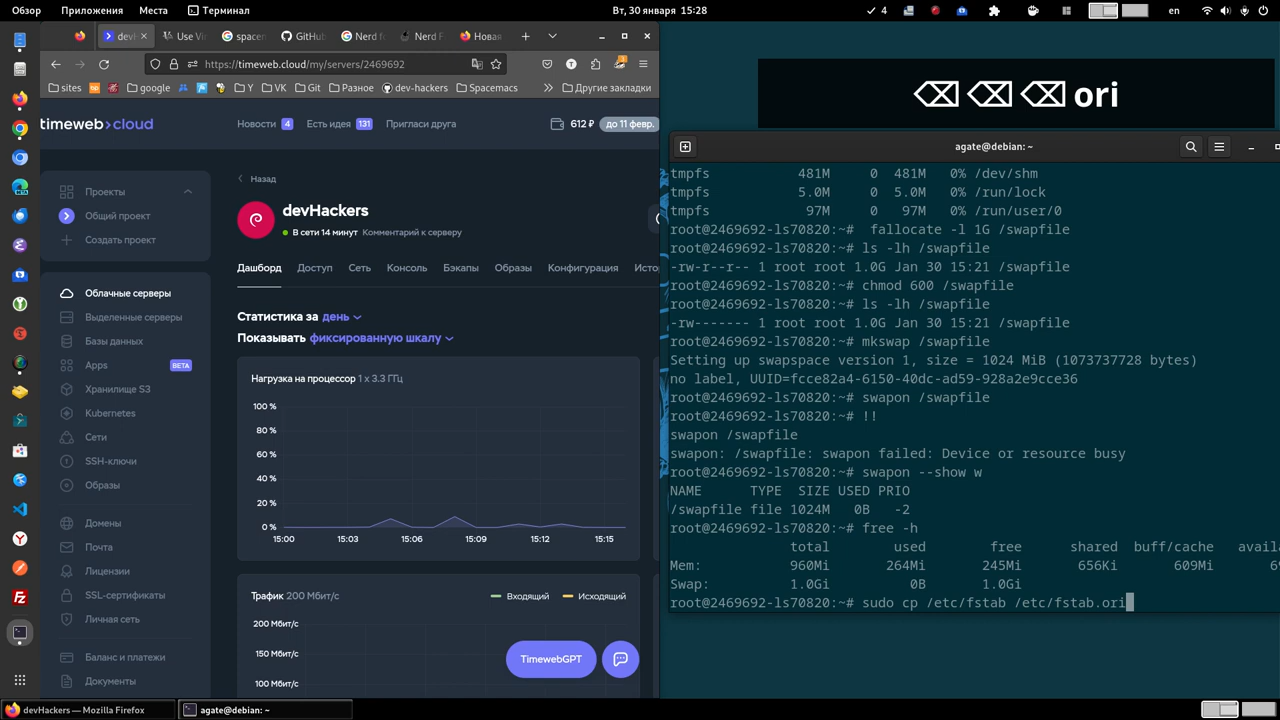 Обзор Приложения Места Терминал Вт, 30 января 15:28 4 en
dev Use Vi spacem GitHub Nerd fo Nerd F Новая
https://timeweb.cloud/my/servers/2469692
sites google Y VK Git Разное dev-hackers Spacemacs » Другие закладки
timeweb>cloud
Новости 4 Есть идея 131 Пригласи друга 612 ₽ до 11 февр.
Проекты
Общий проект
Создать проект
Облачные серверы
Выделенные серверы
Базы данных
Apps BETA
Хранилище S3
Kubernetes
Сети
SSH-ключи
Образы
Домены
Почта
Лицензии
SSL-сертификаты
Личная сеть
Баланс и платежи
Документы
Назад
devHackers
В сети 14 минут Комментарий к серверу
Дашборд Доступ Сеть Консоль Бэкапы Образы Конфигурация Исто
Статистика за день
Показывать фиксированную шкалу
Нагрузка на процессор 1 x 3.3 ГГц
100 %
80 %
60 %
40 %
20 %
0 %
15:00 15:03 15:06 15:09 15:12 15:15
Трафик 200 Мбит/с Входящий Исходящий
200 Мбит/с
150 Мбит/с
100 Мбит/с
TimewebGPT
⌫⌫⌫ori
agate@debian: ~
tmpfs 481M 0 481M 0% /dev/shm
tmpfs 5.0M 0 5.0M 0% /run/lock
tmpfs 97M 0 97M 0% /run/user/0
root@2469692-ls70820:~# fallocate -l 1G /swapfile
root@2469692-ls70820:~# ls -lh /swapfile
-rw-r--r-- 1 root root 1.0G Jan 30 15:21 /swapfile
root@2469692-ls70820:~# chmod 600 /swapfile
root@2469692-ls70820:~# ls -lh /swapfile
-rw------- 1 root root 1.0G Jan 30 15:21 /swapfile
root@2469692-ls70820:~# mkswap /swapfile
Setting up swapspace version 1, size = 1024 MiB (1073737728 bytes)
no label, UUID=fcce82a4-6150-40dc-ad59-928a2e9cce36
root@2469692-ls70820:~# swapon /swapfile
root@2469692-ls70820:~# !!
swapon /swapfile
swapon: /swapfile: swapon failed: Device or resource busy
root@2469692-ls70820:~# swapon --show w
NAME TYPE SIZE USED PRIO
/swapfile file 1024M 0B -2
root@2469692-ls70820:~# free -h
total used free shared buff/cache avail
Mem: 960Mi 264Mi 245Mi 656Ki 609Mi 69
Swap: 1.0Gi 0B 1.0Gi
root@2469692-ls70820:~# sudo cp /etc/fstab /etc/fstab.ori
devHackers — Mozilla Firefox agate@debian: ~